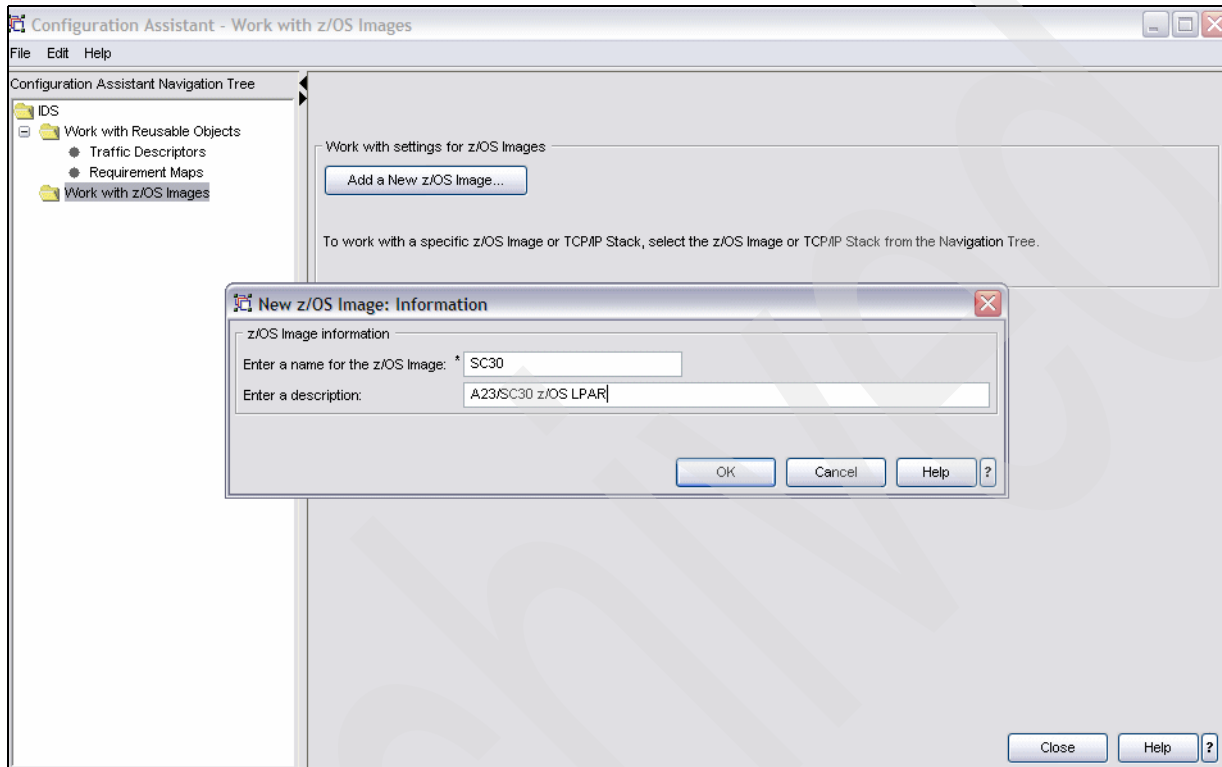 Configuration Assistant - Work with z/OS Images
File Edit Help
Configuration Assistant Navigation Tree
IDS
Work with Reusable Objects
Traffic Descriptors
Requirement Maps
Work with z/OS Images
Work with settings for z/OS Images
Add a New z/OS Image...
To work with a specific z/OS Image or TCP/IP Stack, select the z/OS Image or TCP/IP Stack from the Navigation Tree.
New z/OS Image: Information
z/OS Image information
Enter a name for the z/OS Image: * SC30
Enter a description: A23/SC30 z/OS LPAR
OK Cancel Help ?
Close Help ?